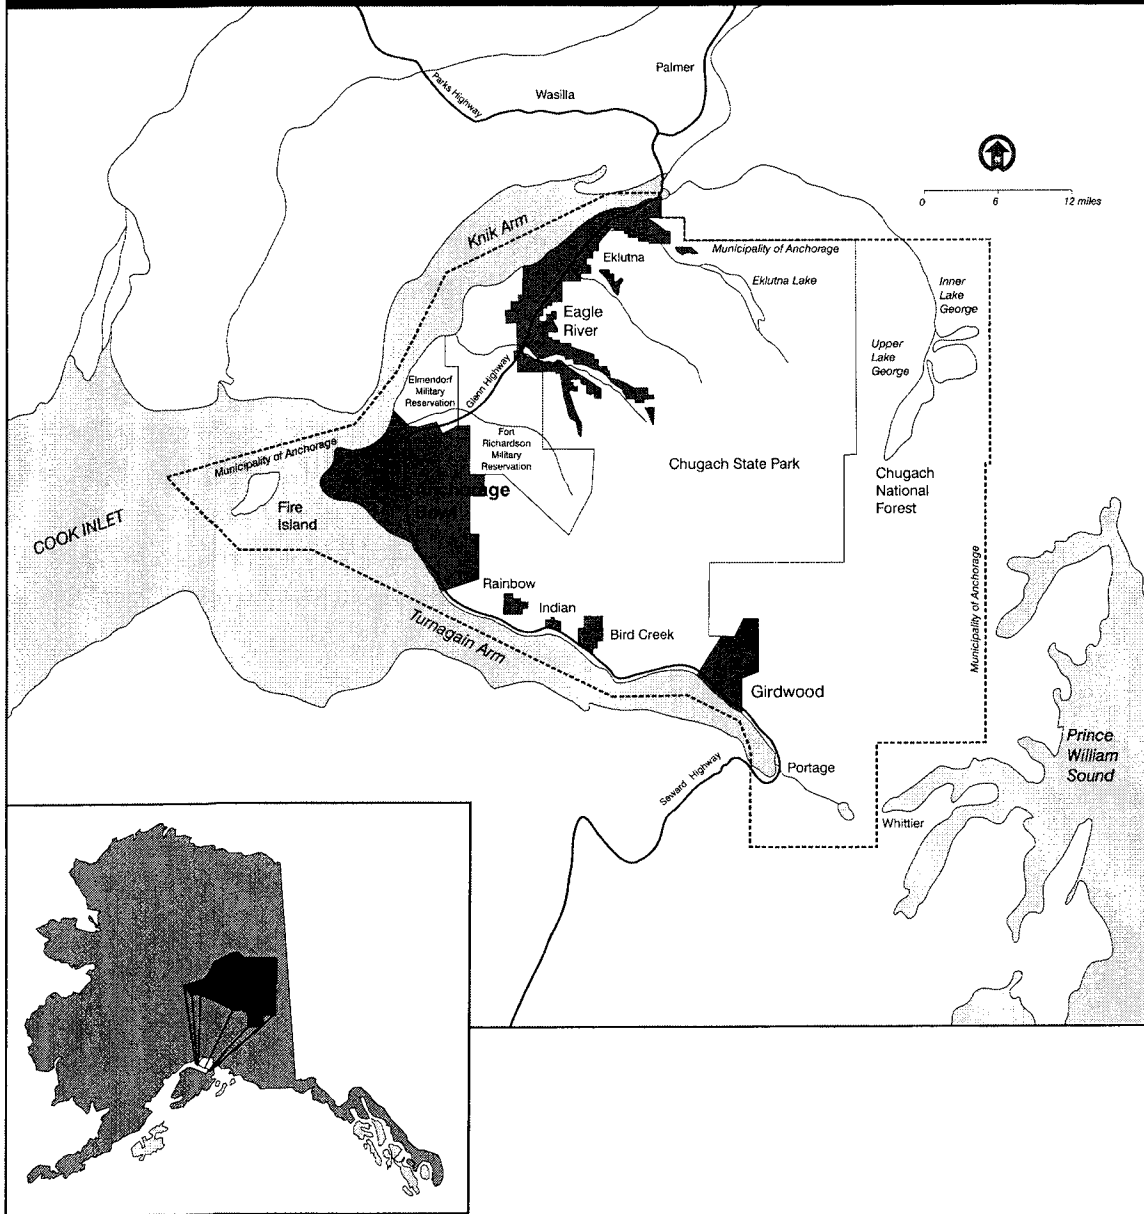 Palmer
Parks Highway
Wasilla
N
0 6 12 miles
Knik Arm
Municipality of Anchorage
Eklutna
Eklutna Lake
Inner
Lake
George
Eagle
River
Upper
Lake
George
Glenn Highway
Elmendorf
Military
Reservation
Fort
Richardson
Military
Reservation
Municipality of Anchorage
Chugach State Park
Chugach
National
Forest
Anchorage
Fire
Island
COOK INLET
Rainbow
Indian
Bird Creek
Turnagain Arm
Municipality of Anchorage
Girdwood
Prince
William
Sound
Portage
Seward Highway
Whittier